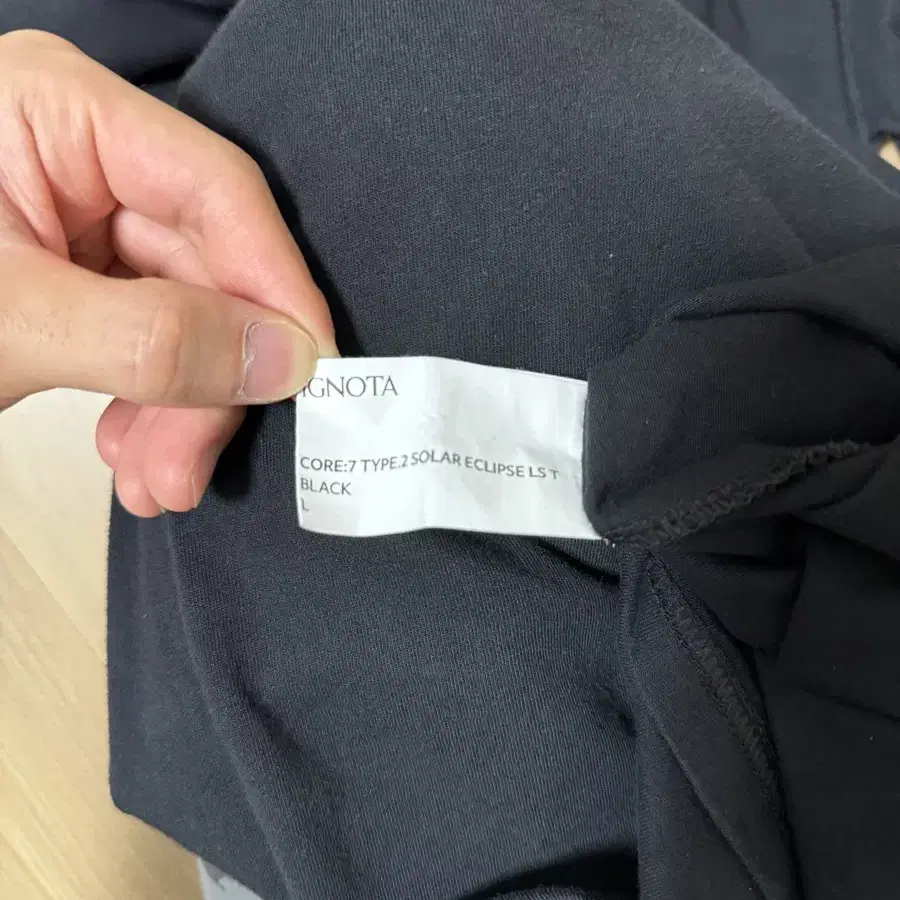 IGNOTA
CORE:7 TYPE.2 SOLAR ECLIPSE LS T
BLACK
L